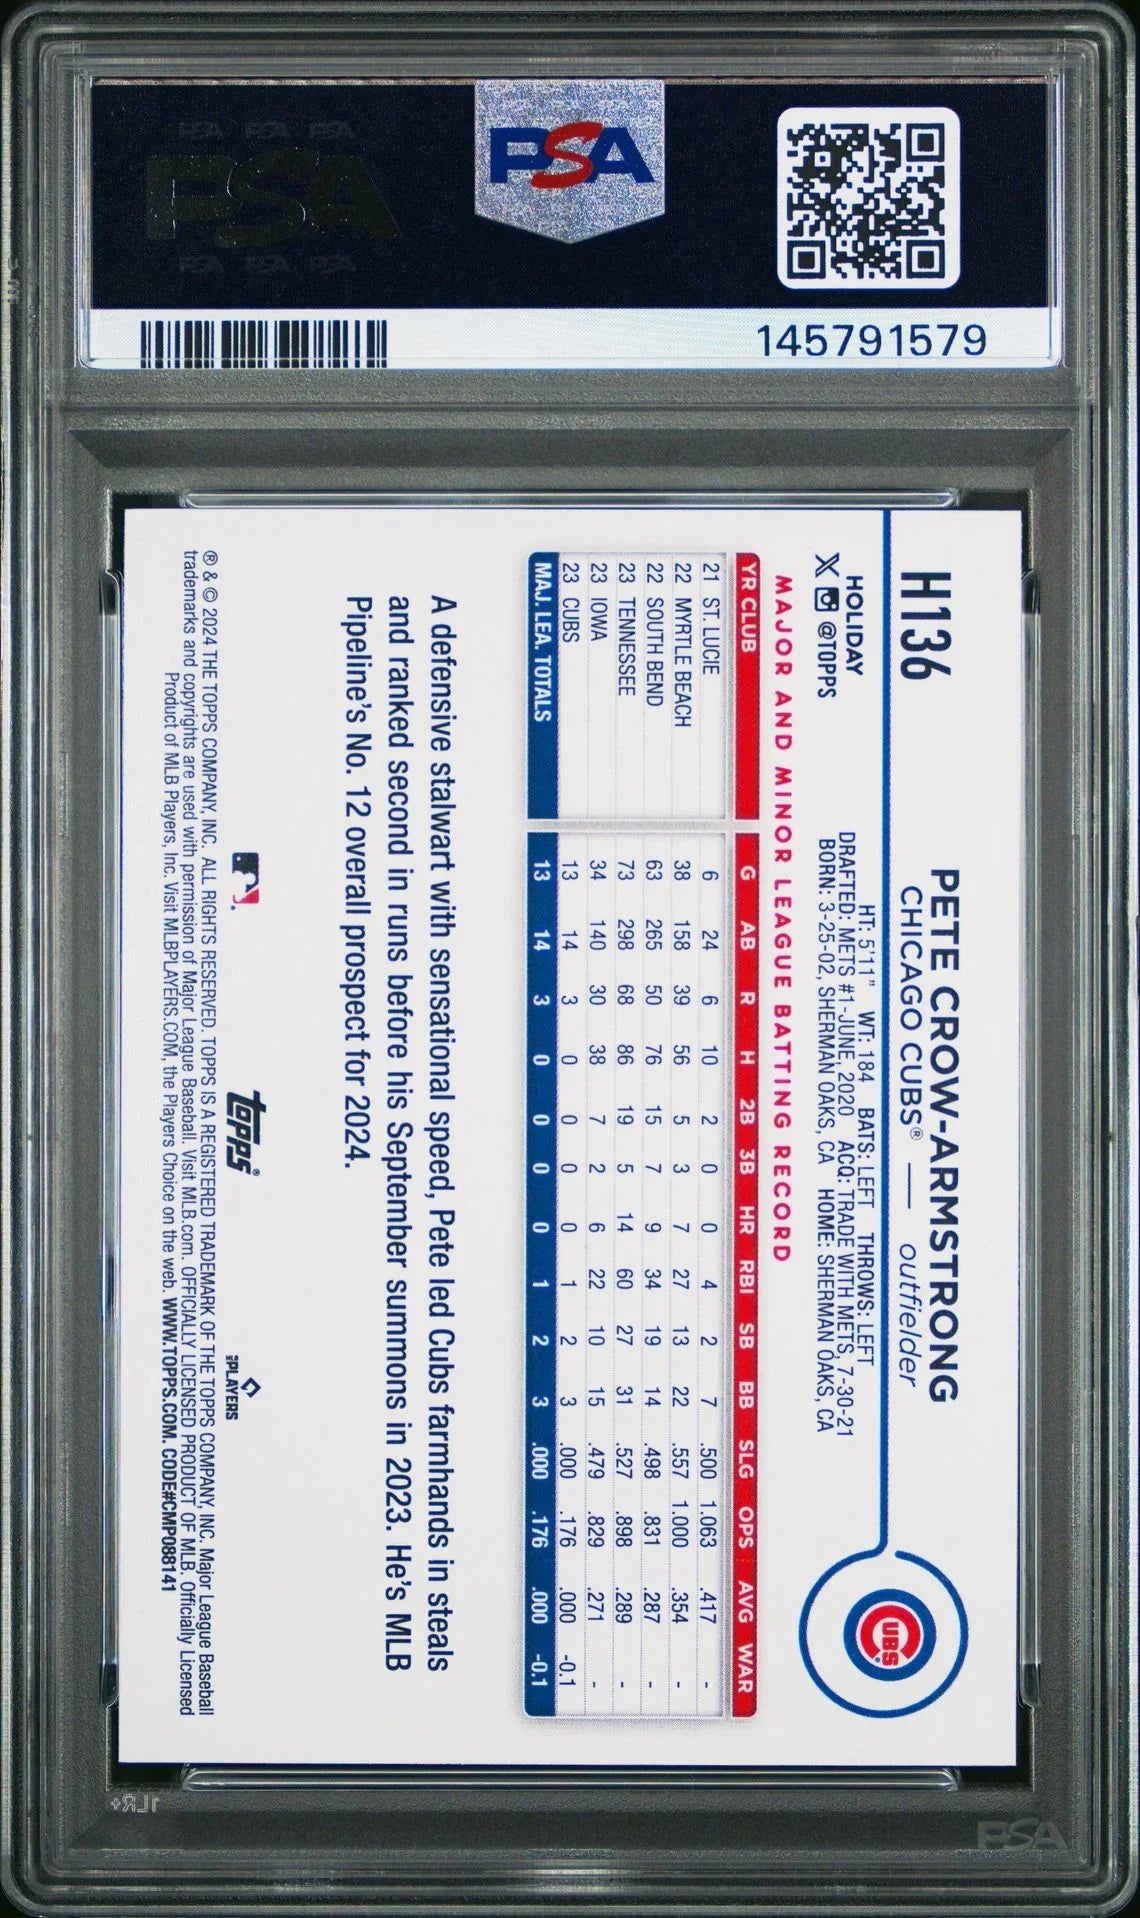 PSA PSA PSA
PSA
PSA PSA PSA
PSA
145791579
H136
PETE CROW-ARMSTRONG
CHICAGO CUBS® — outfielder
HOLIDAY
@TOPPS
HT: 5'11" WT: 184 BATS: LEFT THROWS: LEFT
DRAFTED: METS #1-JUNE, 2020 ACQ: TRADE WITH METS, 7-30-21
BORN: 3-25-02, SHERMAN OAKS, CA HOME: SHERMAN OAKS, CA
MAJOR AND MINOR LEAGUE BATTING RECORD
YR CLUB G AB R H 2B 3B HR RBI SB BB SLG OPS AVG WAR
21 ST. LUCIE 6 24 6 10 2 0 0 4 2 7 .500 1.063 .417 -
22 MYRTLE BEACH 38 158 39 56 5 3 7 27 13 22 .557 1.000 .354 -
22 SOUTH BEND 63 265 50 76 15 7 9 34 19 14 .498 .831 .287 -
23 TENNESSEE 73 298 68 86 19 5 14 60 27 31 .527 .898 .289 -
23 IOWA 34 140 30 38 7 2 6 22 10 15 .479 .829 .271 -
23 CUBS 13 14 3 0 0 0 0 1 2 3 .000 .176 .000 -0.1
MAJ. LEA. TOTALS 13 14 3 0 0 0 0 1 2 3 .000 .176 .000 -0.1
A defensive stalwart with sensational speed, Pete led Cubs farmhands in steals
and ranked second in runs before his September summons in 2023. He's MLB
Pipeline's No. 12 overall prospect for 2024.
topps®
MLB PLAYERS
® & © 2024 THE TOPPS COMPANY, INC. ALL RIGHTS RESERVED. TOPPS IS A REGISTERED TRADEMARK OF THE TOPPS COMPANY, INC. Major League Baseball
trademarks and copyrights are used with permission of Major League Baseball. Visit MLB.com. OFFICIALLY LICENSED PRODUCT OF MLB. Officially Licensed
Product of MLB Players, Inc. Visit MLBPLAYERS.COM, the Players Choice on the web. WWW.TOPPS.COM. CODE#CMP088141
CUBS
1LR+
PSA